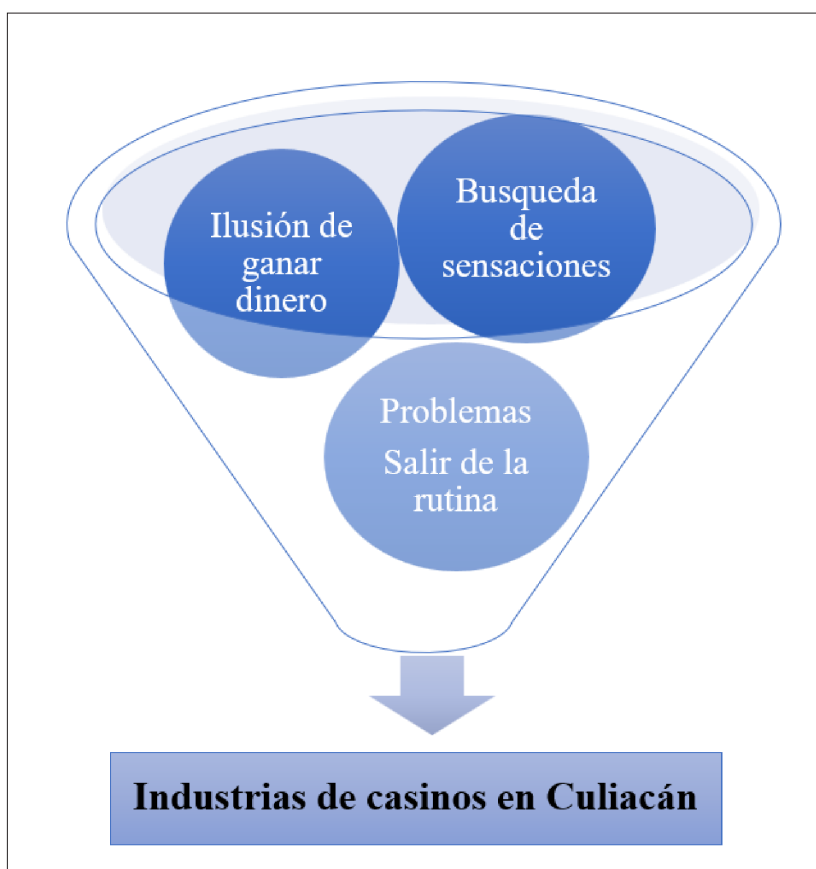 Ilusión de
ganar
dinero
Busqueda
de
sensaciones
Problemas
Salir de la
rutina
Industrias de casinos en Culiacán